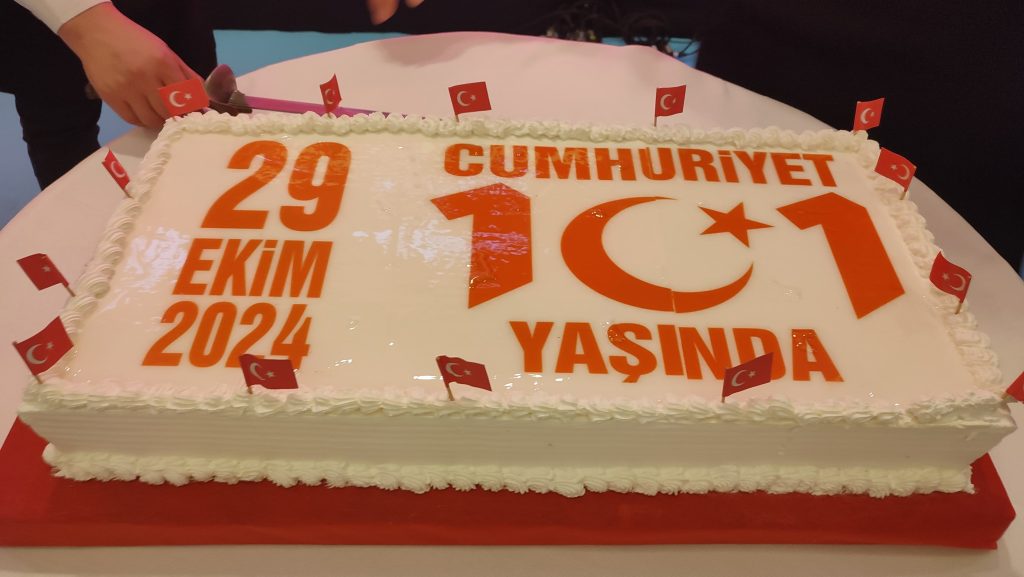 29
EKİM
2024
CUMHURİYET
101
YAŞINDA